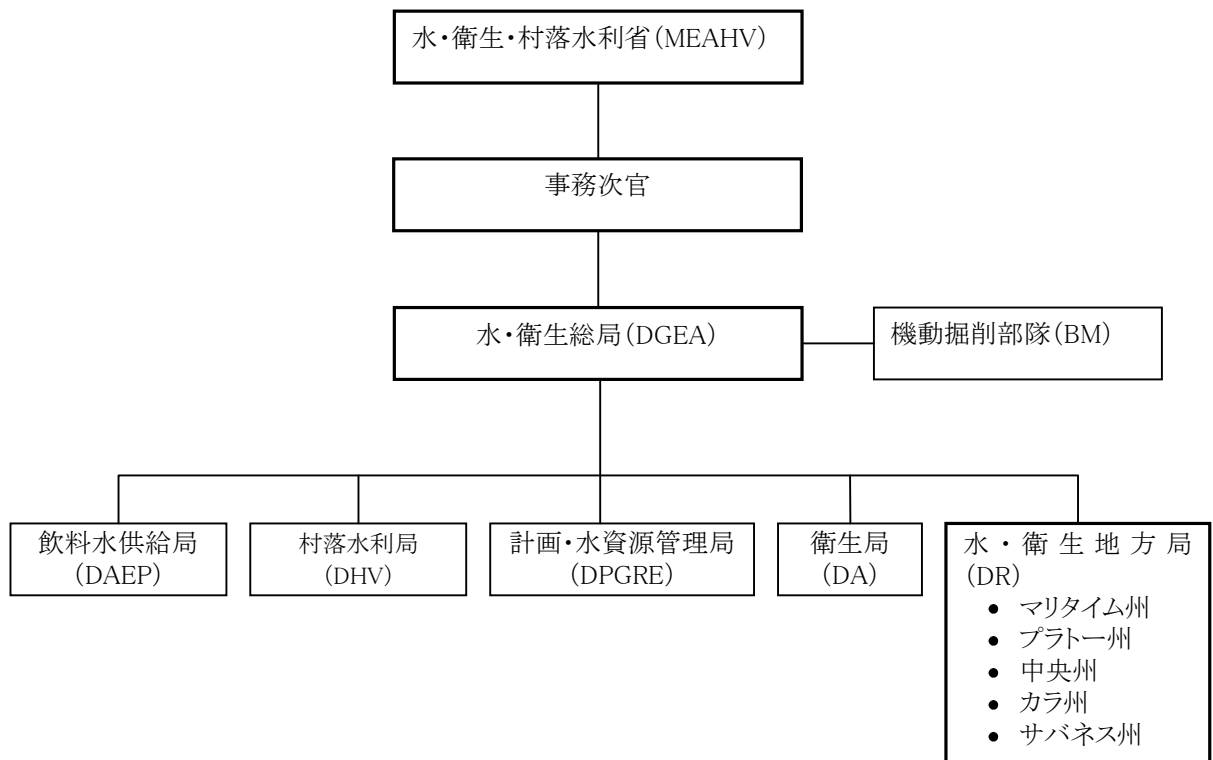 水・衛生・村落水利省(MEAHV)
事務次官
水・衛生総局(DGEA)
機動掘削部隊(BM)
飲料水供給局
(DAEP)
村落水利局
(DHV)
計画・水資源管理局
(DPGRE)
衛生局
(DA)
水・衛生地方局
(DR)
● マリタイム州
● プラトー州
● 中央州
● カラ州
● サバネス州